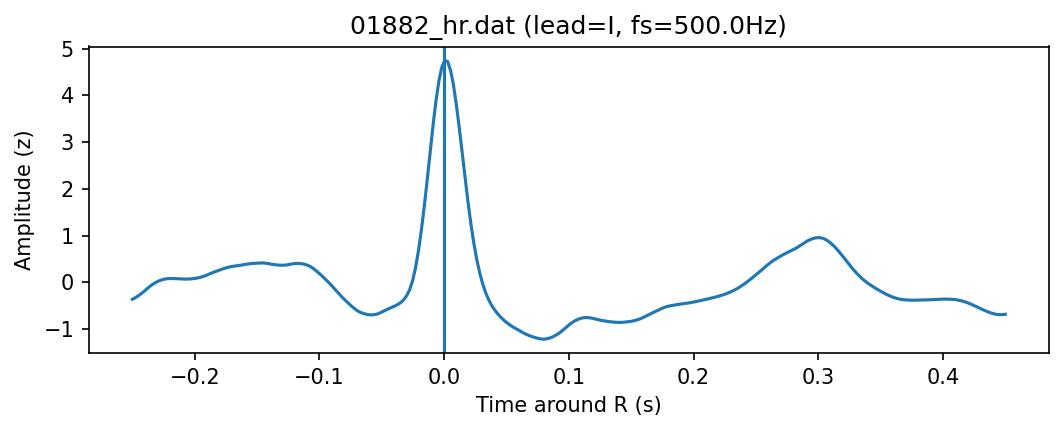 01882_hr.dat (lead=I, fs=500.0Hz)
Amplitude (z)
5
4
3
2
1
0
−1
−0.2 −0.1 0.0 0.1 0.2 0.3 0.4
Time around R (s)